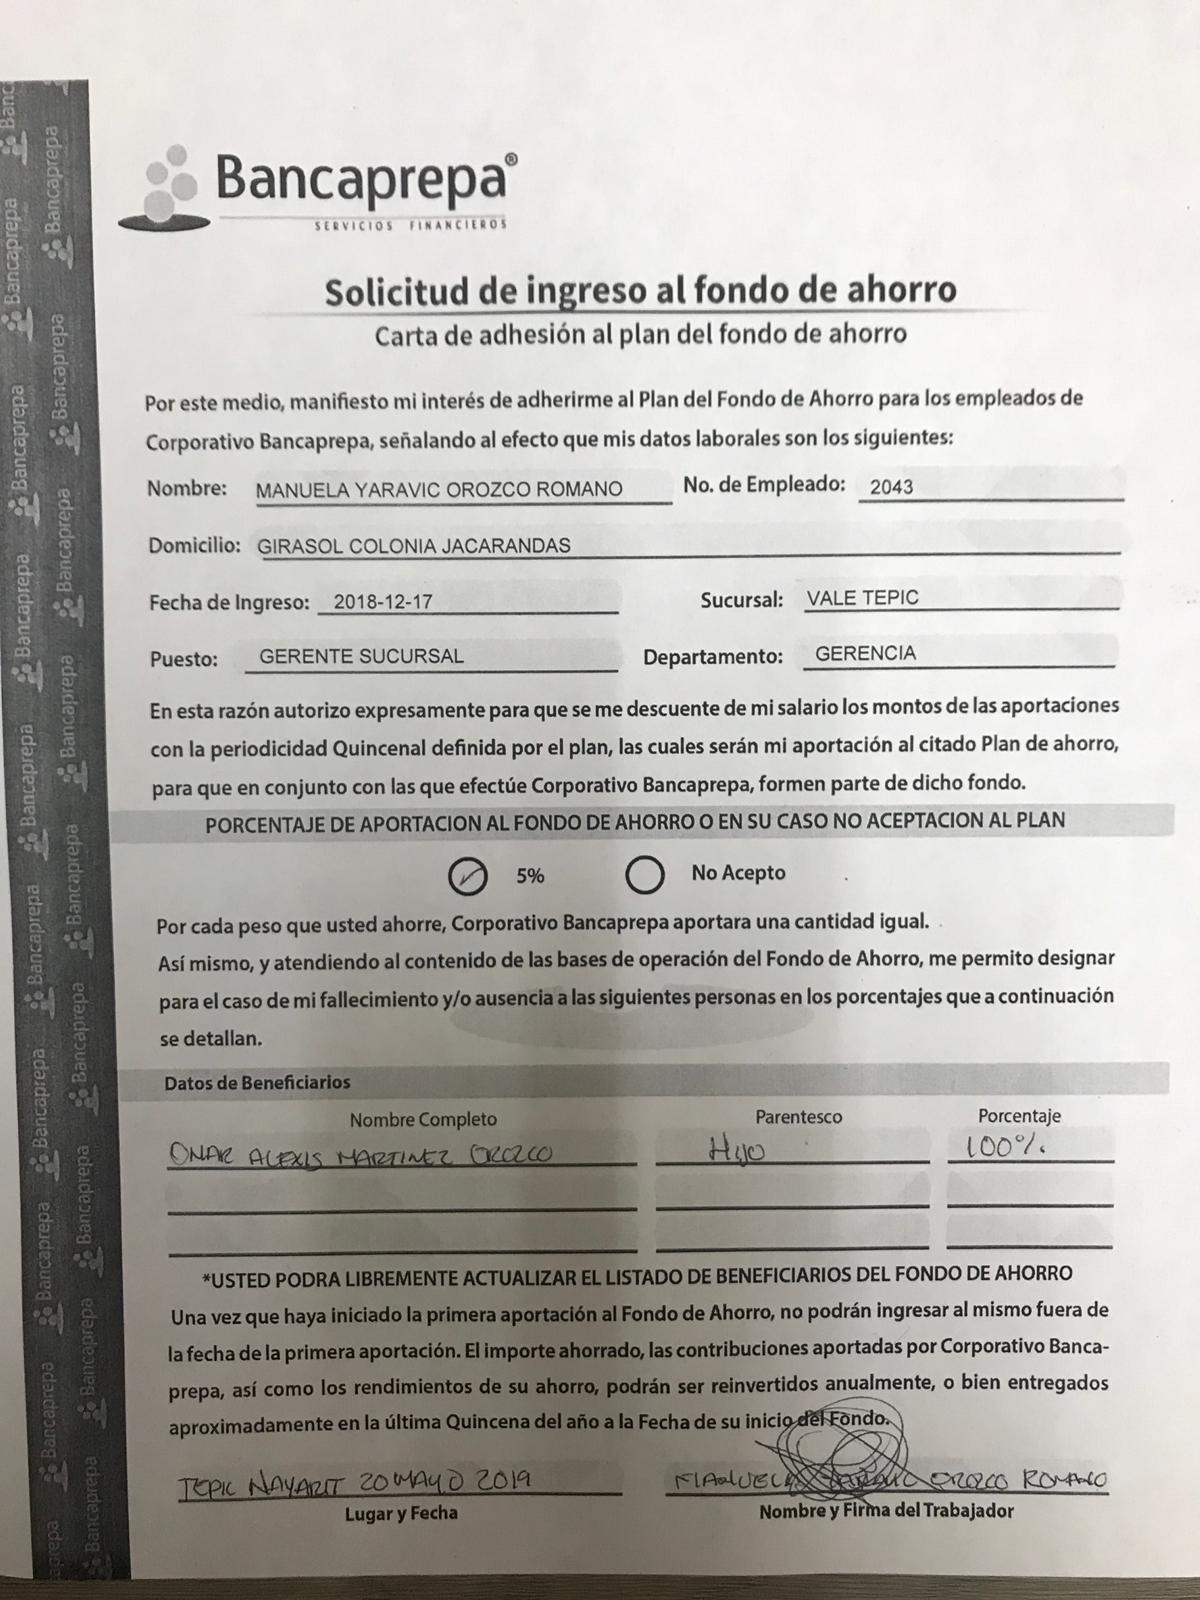 Bancaprepa®
SERVICIOS FINANCIEROS
Solicitud de ingreso al fondo de ahorro
Carta de adhesión al plan del fondo de ahorro
Por este medio, manifiesto mi interés de adherirme al Plan del Fondo de Ahorro para los empleados de
Corporativo Bancaprepa, señalando al efecto que mis datos laborales son los siguientes:
Nombre: MANUELA YARAVIC OROZCO ROMANO No. de Empleado: 2043
Domicilio: GIRASOL COLONIA JACARANDAS
Fecha de Ingreso: 2018-12-17 Sucursal: VALE TEPIC
Puesto: GERENTE SUCURSAL Departamento: GERENCIA
En esta razón autorizo expresamente para que se me descuente de mi salario los montos de las aportaciones
con la periodicidad Quincenal definida por el plan, las cuales serán mi aportación al citado Plan de ahorro,
para que en conjunto con las que efectúe Corporativo Bancaprepa, formen parte de dicho fondo.
PORCENTAJE DE APORTACION AL FONDO DE AHORRO O EN SU CASO NO ACEPTACION AL PLAN
5% No Acepto
Por cada peso que usted ahorre, Corporativo Bancaprepa aportara una cantidad igual.
Así mismo, y atendiendo al contenido de las bases de operación del Fondo de Ahorro, me permito designar
para el caso de mi fallecimiento y/o ausencia a las siguientes personas en los porcentajes que a continuación
se detallan.
Datos de Beneficiarios
Nombre Completo Parentesco Porcentaje
OMAR ALEXIS MARTINEZ OROZCO Hijo 100%
*USTED PODRA LIBREMENTE ACTUALIZAR EL LISTADO DE BENEFICIARIOS DEL FONDO DE AHORRO
Una vez que haya iniciado la primera aportación al Fondo de Ahorro, no podrán ingresar al mismo fuera de
la fecha de la primera aportación. El importe ahorrado, las contribuciones aportadas por Corporativo Banca-
prepa, así como los rendimientos de su ahorro, podrán ser reinvertidos anualmente, o bien entregados
aproximadamente en la última Quincena del año a la Fecha de su inicio del Fondo.
TEPIC NAYARIT 20 MAYO 2019 MANUELA YARAVIC OROZCO ROMANO
Lugar y Fecha Nombre y Firma del Trabajador